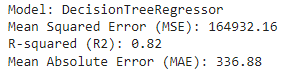 Model: DecisionTreeRegressor
Mean Squared Error (MSE): 164932.16
R-squared (R2): 0.82
Mean Absolute Error (MAE): 336.88